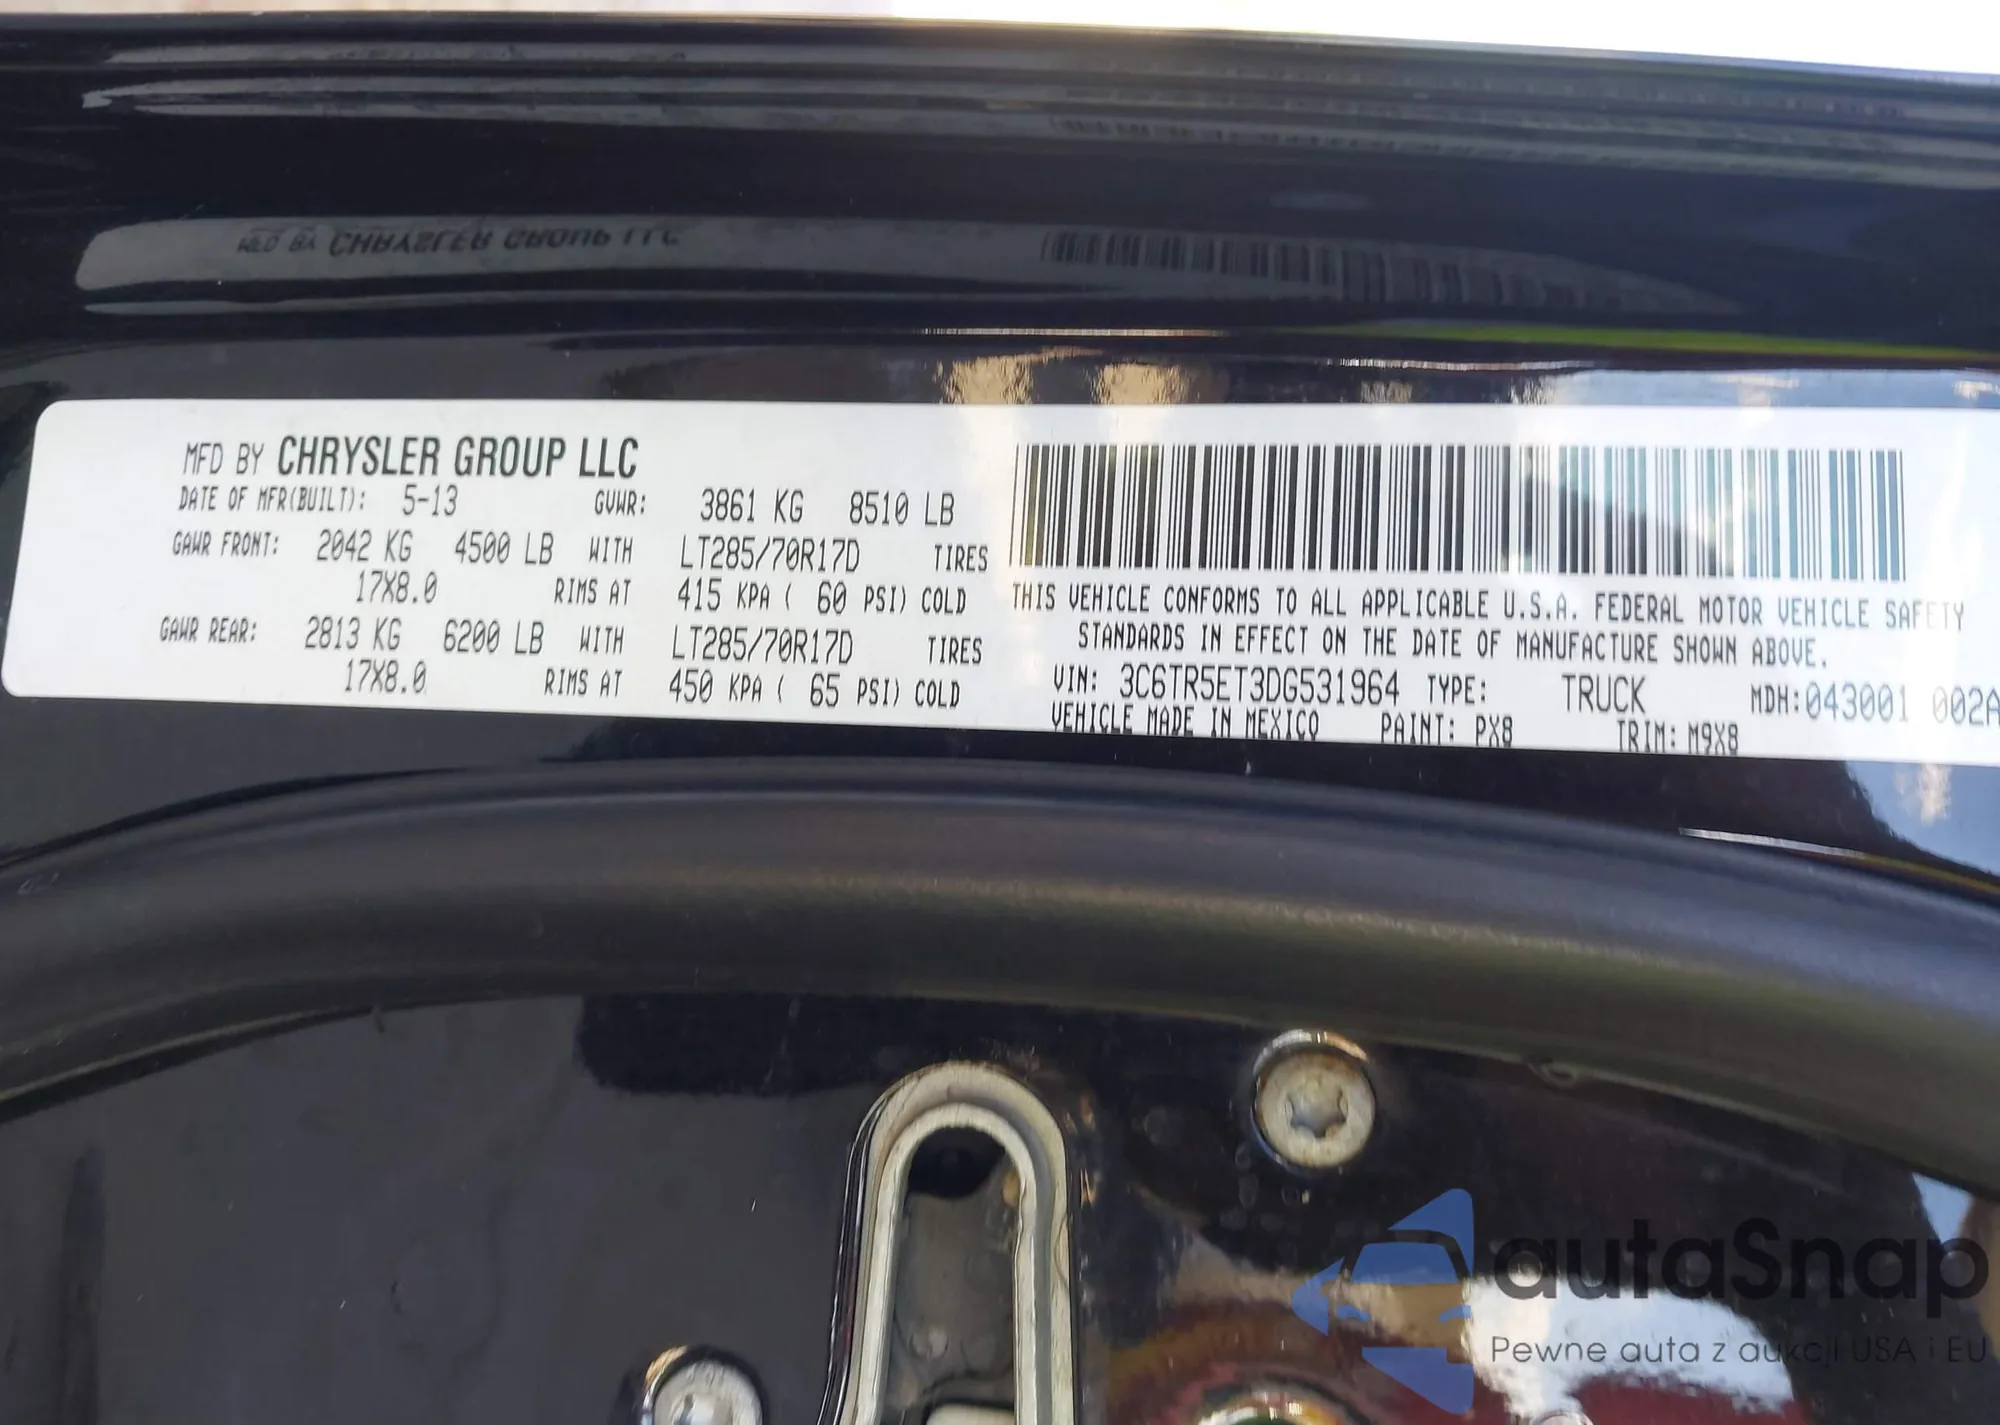 MFD BY CHRYSLER GROUP LLC
DATE OF MFR(BUILT): 5-13 GVWR: 3861 KG 8510 LB
GAWR FRONT: 2042 KG 4500 LB WITH LT285/70R17D TIRES
17X8.0 RIMS AT 415 KPA ( 60 PSI) COLD
GAWR REAR: 2813 KG 6200 LB WITH LT285/70R17D TIRES
17X8.0 RIMS AT 450 KPA ( 65 PSI) COLD
THIS VEHICLE CONFORMS TO ALL APPLICABLE U.S.A. FEDERAL MOTOR VEHICLE SAFETY
STANDARDS IN EFFECT ON THE DATE OF MANUFACTURE SHOWN ABOVE.
VIN: 3C6TR5ET3DG531964 TYPE: TRUCK MDH:043001 002A
VEHICLE MADE IN MEXICO PAINT: PX8 TRIM: M9X8
autaSnap
Pewne auta z aukcji USA i EU